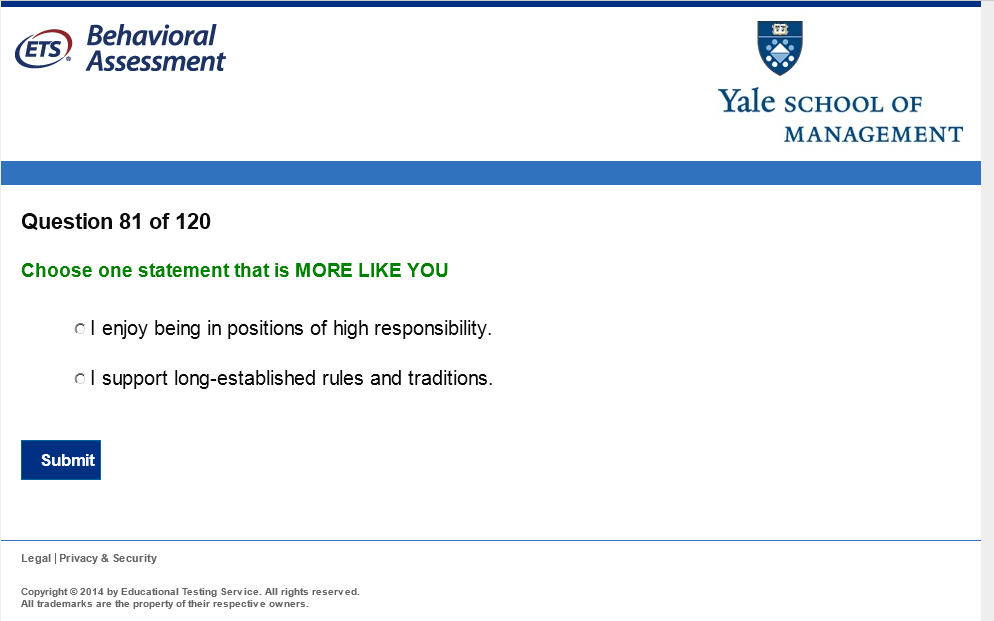 ETS Behavioral
Assessment
Yale SCHOOL OF
MANAGEMENT
Question 81 of 120
Choose one statement that is MORE LIKE YOU
I enjoy being in positions of high responsibility.
I support long-established rules and traditions.
Submit
Legal | Privacy & Security
Copyright © 2014 by Educational Testing Service. All rights reserved.
All trademarks are the property of their respective owners.